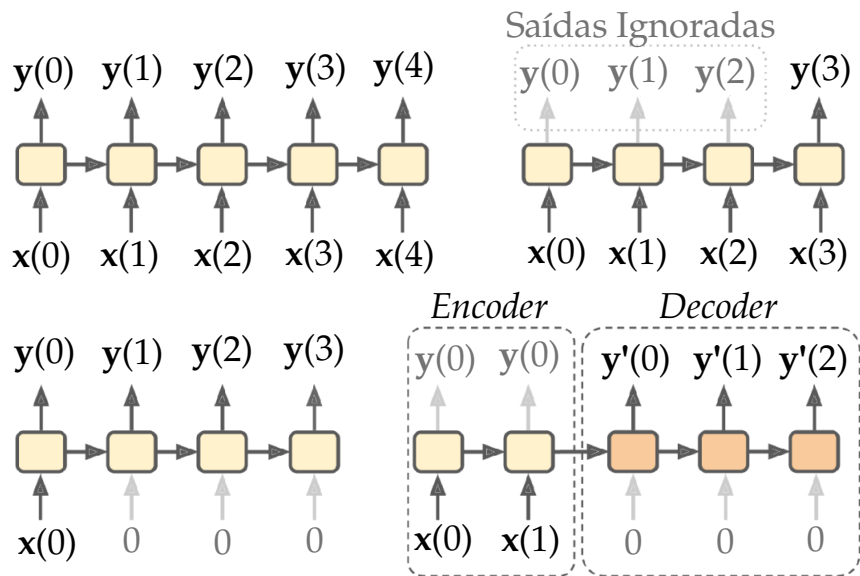 Saídas Ignoradas
y(0) y(1) y(2) y(3) y(4)
y(0) y(1) y(2) y(3)
x(0) x(1) x(2) x(3) x(4)
x(0) x(1) x(2) x(3)
Encoder Decoder
y(0) y(1) y(2) y(3)
y(0) y(0) y'(0) y'(1) y'(2)
x(0) 0 0 0
x(0) x(1) 0 0 0